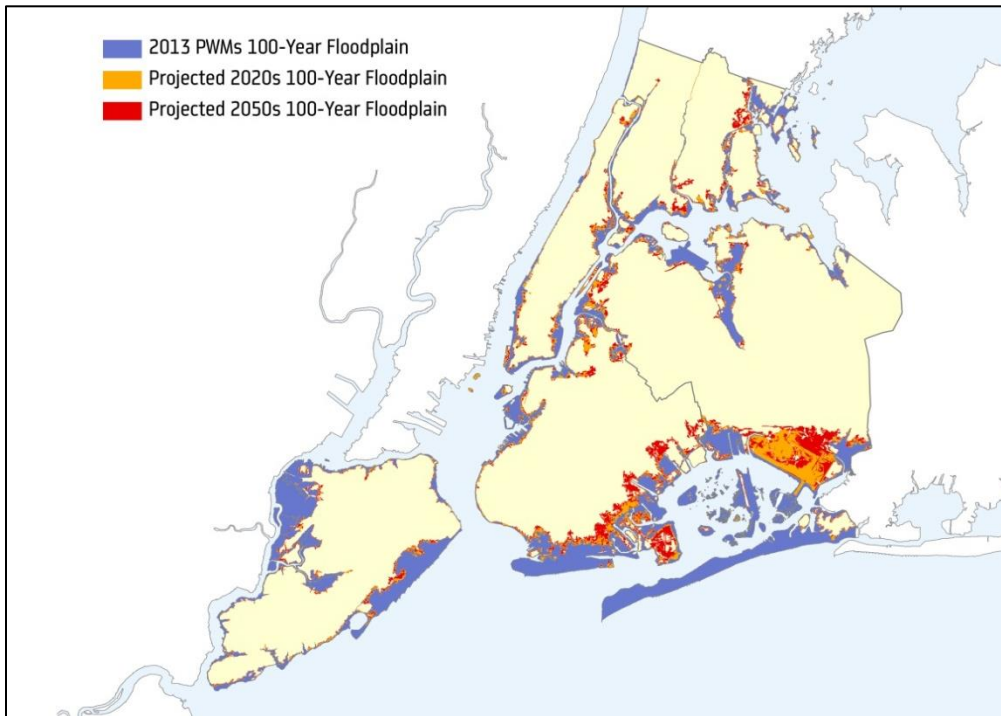 2013 PWMs 100-Year Floodplain
Projected 2020s 100-Year Floodplain
Projected 2050s 100-Year Floodplain